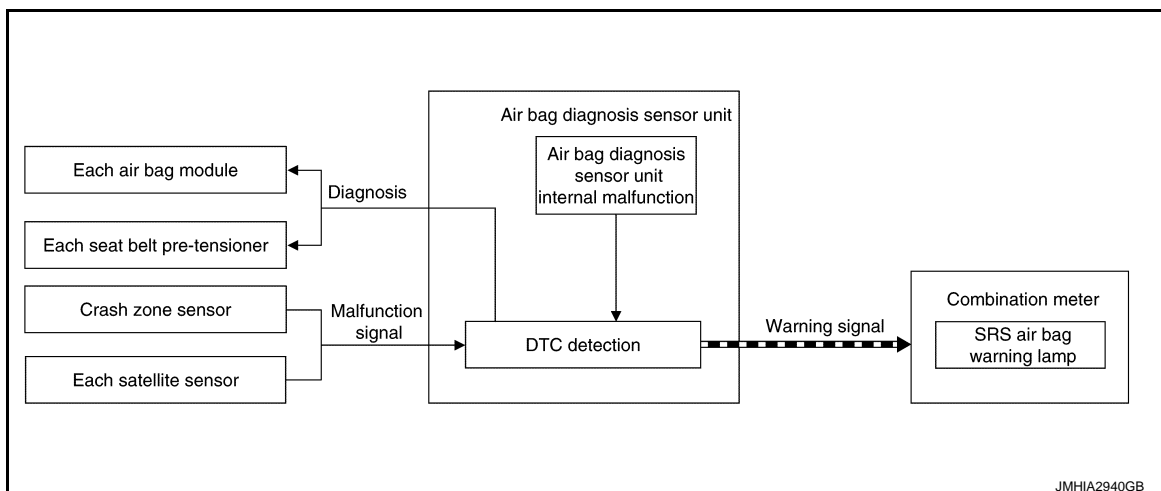 Air bag diagnosis sensor unit
Air bag diagnosis
sensor unit
internal malfunction
Each air bag module
Diagnosis
Each seat belt pre-tensioner
Crash zone sensor
Malfunction
signal
Each satellite sensor
DTC detection
Warning signal
Combination meter
SRS air bag
warning lamp
JMHIA2940GB